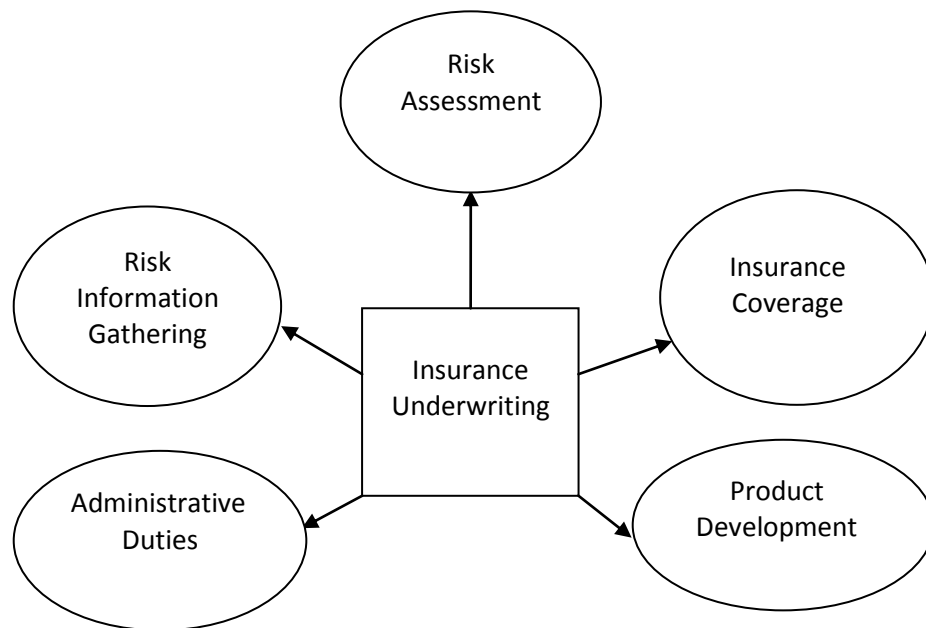 Risk
Assessment
Risk
Information
Gathering
Insurance
Coverage
Insurance
Underwriting
Administrative
Duties
Product
Development